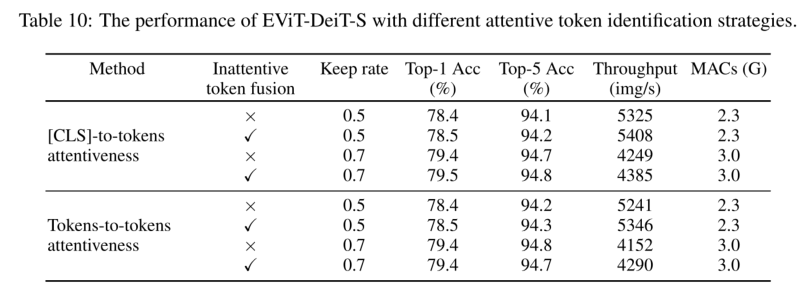 Table 10: The performance of EViT-DeiT-S with different attentive token identification strategies.
Method Inattentive token fusion Keep rate Top-1 Acc (%) Top-5 Acc (%) Throughput (img/s) MACs (G)
[CLS]-to-tokens attentiveness
× 0.5 78.4 94.1 5325 2.3
✓ 0.5 78.5 94.2 5408 2.3
× 0.7 79.4 94.7 4249 3.0
✓ 0.7 79.5 94.8 4385 3.0
Tokens-to-tokens attentiveness
× 0.5 78.4 94.2 5241 2.3
✓ 0.5 78.5 94.3 5346 2.3
× 0.7 79.4 94.8 4152 3.0
✓ 0.7 79.4 94.7 4290 3.0